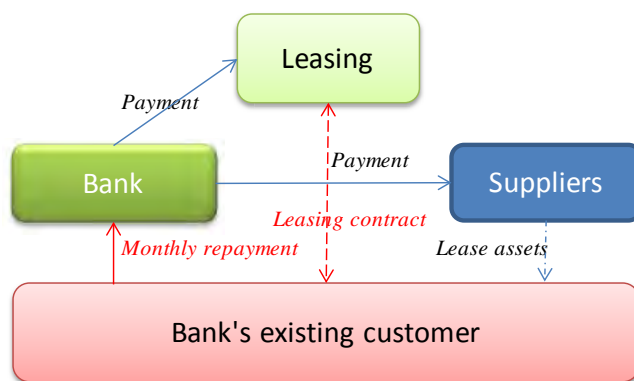 Leasing
Payment
Payment
Bank
Suppliers
Leasing contract
Monthly repayment
Lease assets
Bank's existing customer